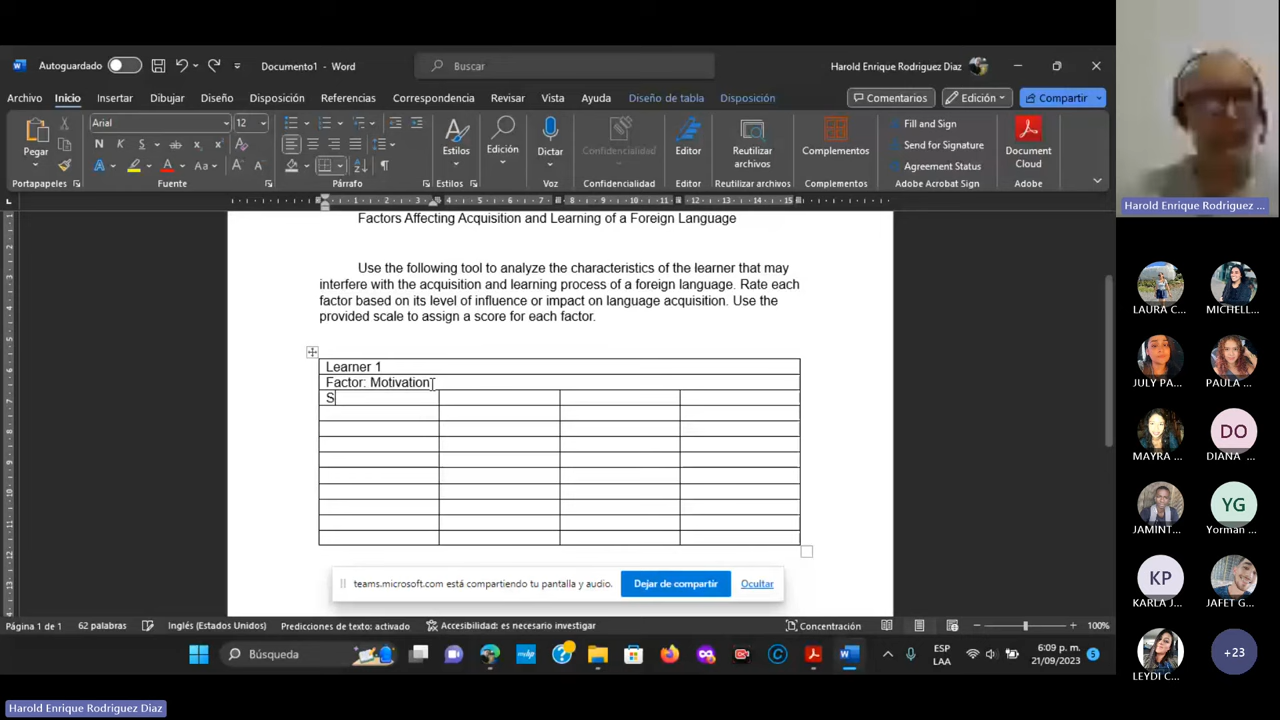 Autoguardado
Documento1 - Word
Buscar
Harold Enrique Rodriguez Diaz
Archivo Inicio Insertar Dibujar Diseño Disposición Referencias Correspondencia Revisar Vista Ayuda Diseño de tabla Disposición
Comentarios Edición Compartir
Arial 12
Pegar
N K S
Aa
Estilos
Edición
Dictar
Confidencialidad
Editor
Reutilizar archivos
Complementos
Fill and Sign
Send for Signature
Agreement Status
Document Cloud
Portapapeles Fuente Párrafo Estilos Voz Confidencialidad Editor Reutilizar archivos Complementos Adobe Acrobat Sign Adobe
Factors Affecting Acquisition and Learning of a Foreign Language
Use the following tool to analyze the characteristics of the learner that may
interfere with the acquisition and learning process of a foreign language. Rate each
factor based on its level of influence or impact on language acquisition. Use the
provided scale to assign a score for each factor.
Learner 1
Factor: Motivation
S
teams.microsoft.com está compartiendo tu pantalla y audio. Dejar de compartir Ocultar
Página 1 de 1 62 palabras Inglés (Estados Unidos) Predicciones de texto: activado Accesibilidad: es necesario investigar Concentración 100%
Búsqueda
ESP
LAA
6:09 p. m.
21/09/2023
5
Harold Enrique Rodriguez Diaz
Harold Enrique Rodriguez ...
LAURA C... MICHELL...
JULY PA... PAULA ...
MAYRA ... DO DIANA ...
JAMINT... YG Yorman ...
KP KARLA J... JAFET G...
LEYDI C... +23